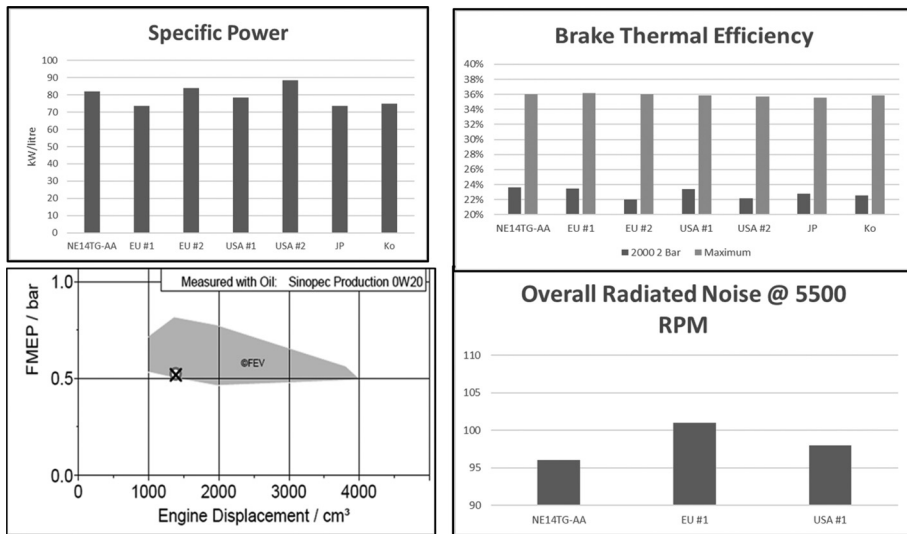 Specific Power
100
90
80
70
60
50
40
30
20
10
0
kW/litre
NE14TG-AA EU #1 EU #2 USA #1 USA #2 JP Ko
Brake Thermal Efficiency
40%
38%
36%
34%
32%
30%
28%
26%
24%
22%
20%
NE14TG-AA EU #1 EU #2 USA #1 USA #2 JP Ko
2000 2 Bar Maximum
Measured with Oil: Sinopec Production 0W20
1.0
0.5
0.0
FMEP / bar
©FEV
0 1000 2000 3000 4000
Engine Displacement / cm³
Overall Radiated Noise @ 5500
RPM
110
105
100
95
90
NE14TG-AA EU #1 USA #1